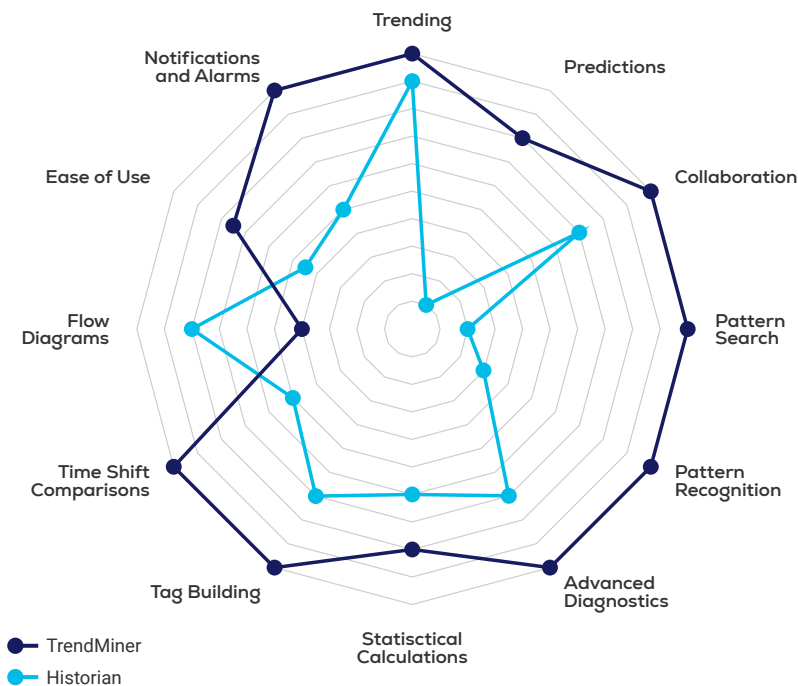 Trending
Predictions
Collaboration
Pattern
Search
Pattern
Recognition
Advanced
Diagnostics
Statisctical
Calculations
Tag Building
Time Shift
Comparisons
Flow
Diagrams
Ease of Use
Notifications
and Alarms
TrendMiner
Historian